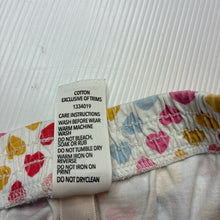 COTTON
EXCLUSIVE OF TRIMS
1334019
CARE INSTRUCTIONS
WASH BEFORE WEAR
WARM MACHINE
WASH
DO NOT BLEACH,
SOAK OR RUB
DO NOT TUMBLE DRY
WARM IRON ON
REVERSE
DO NOT IRON
PRINT
DO NOT DRYCLEAN